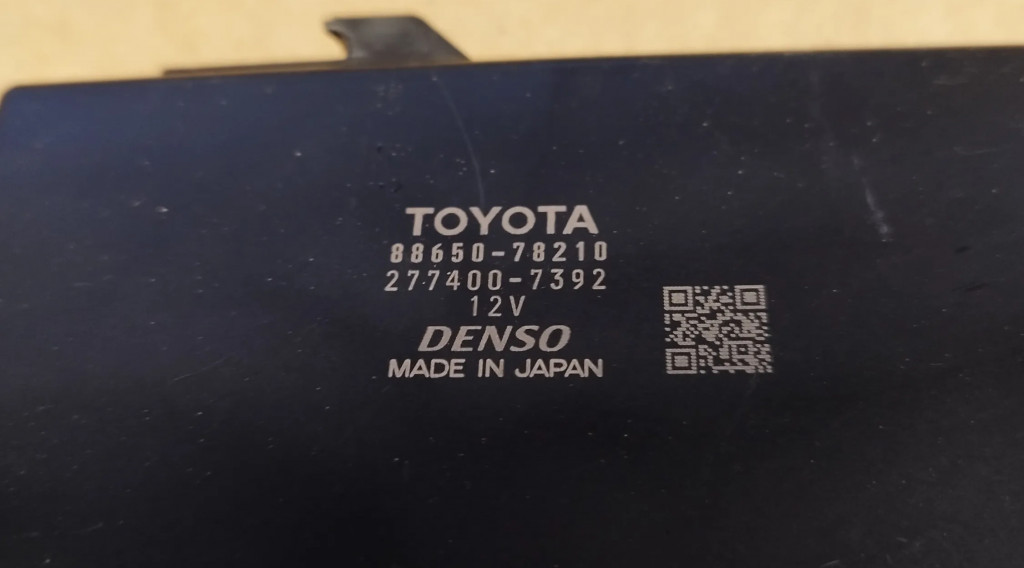 TOYOTA
88650-78210
277400-7392
12V
DENSO
MADE IN JAPAN